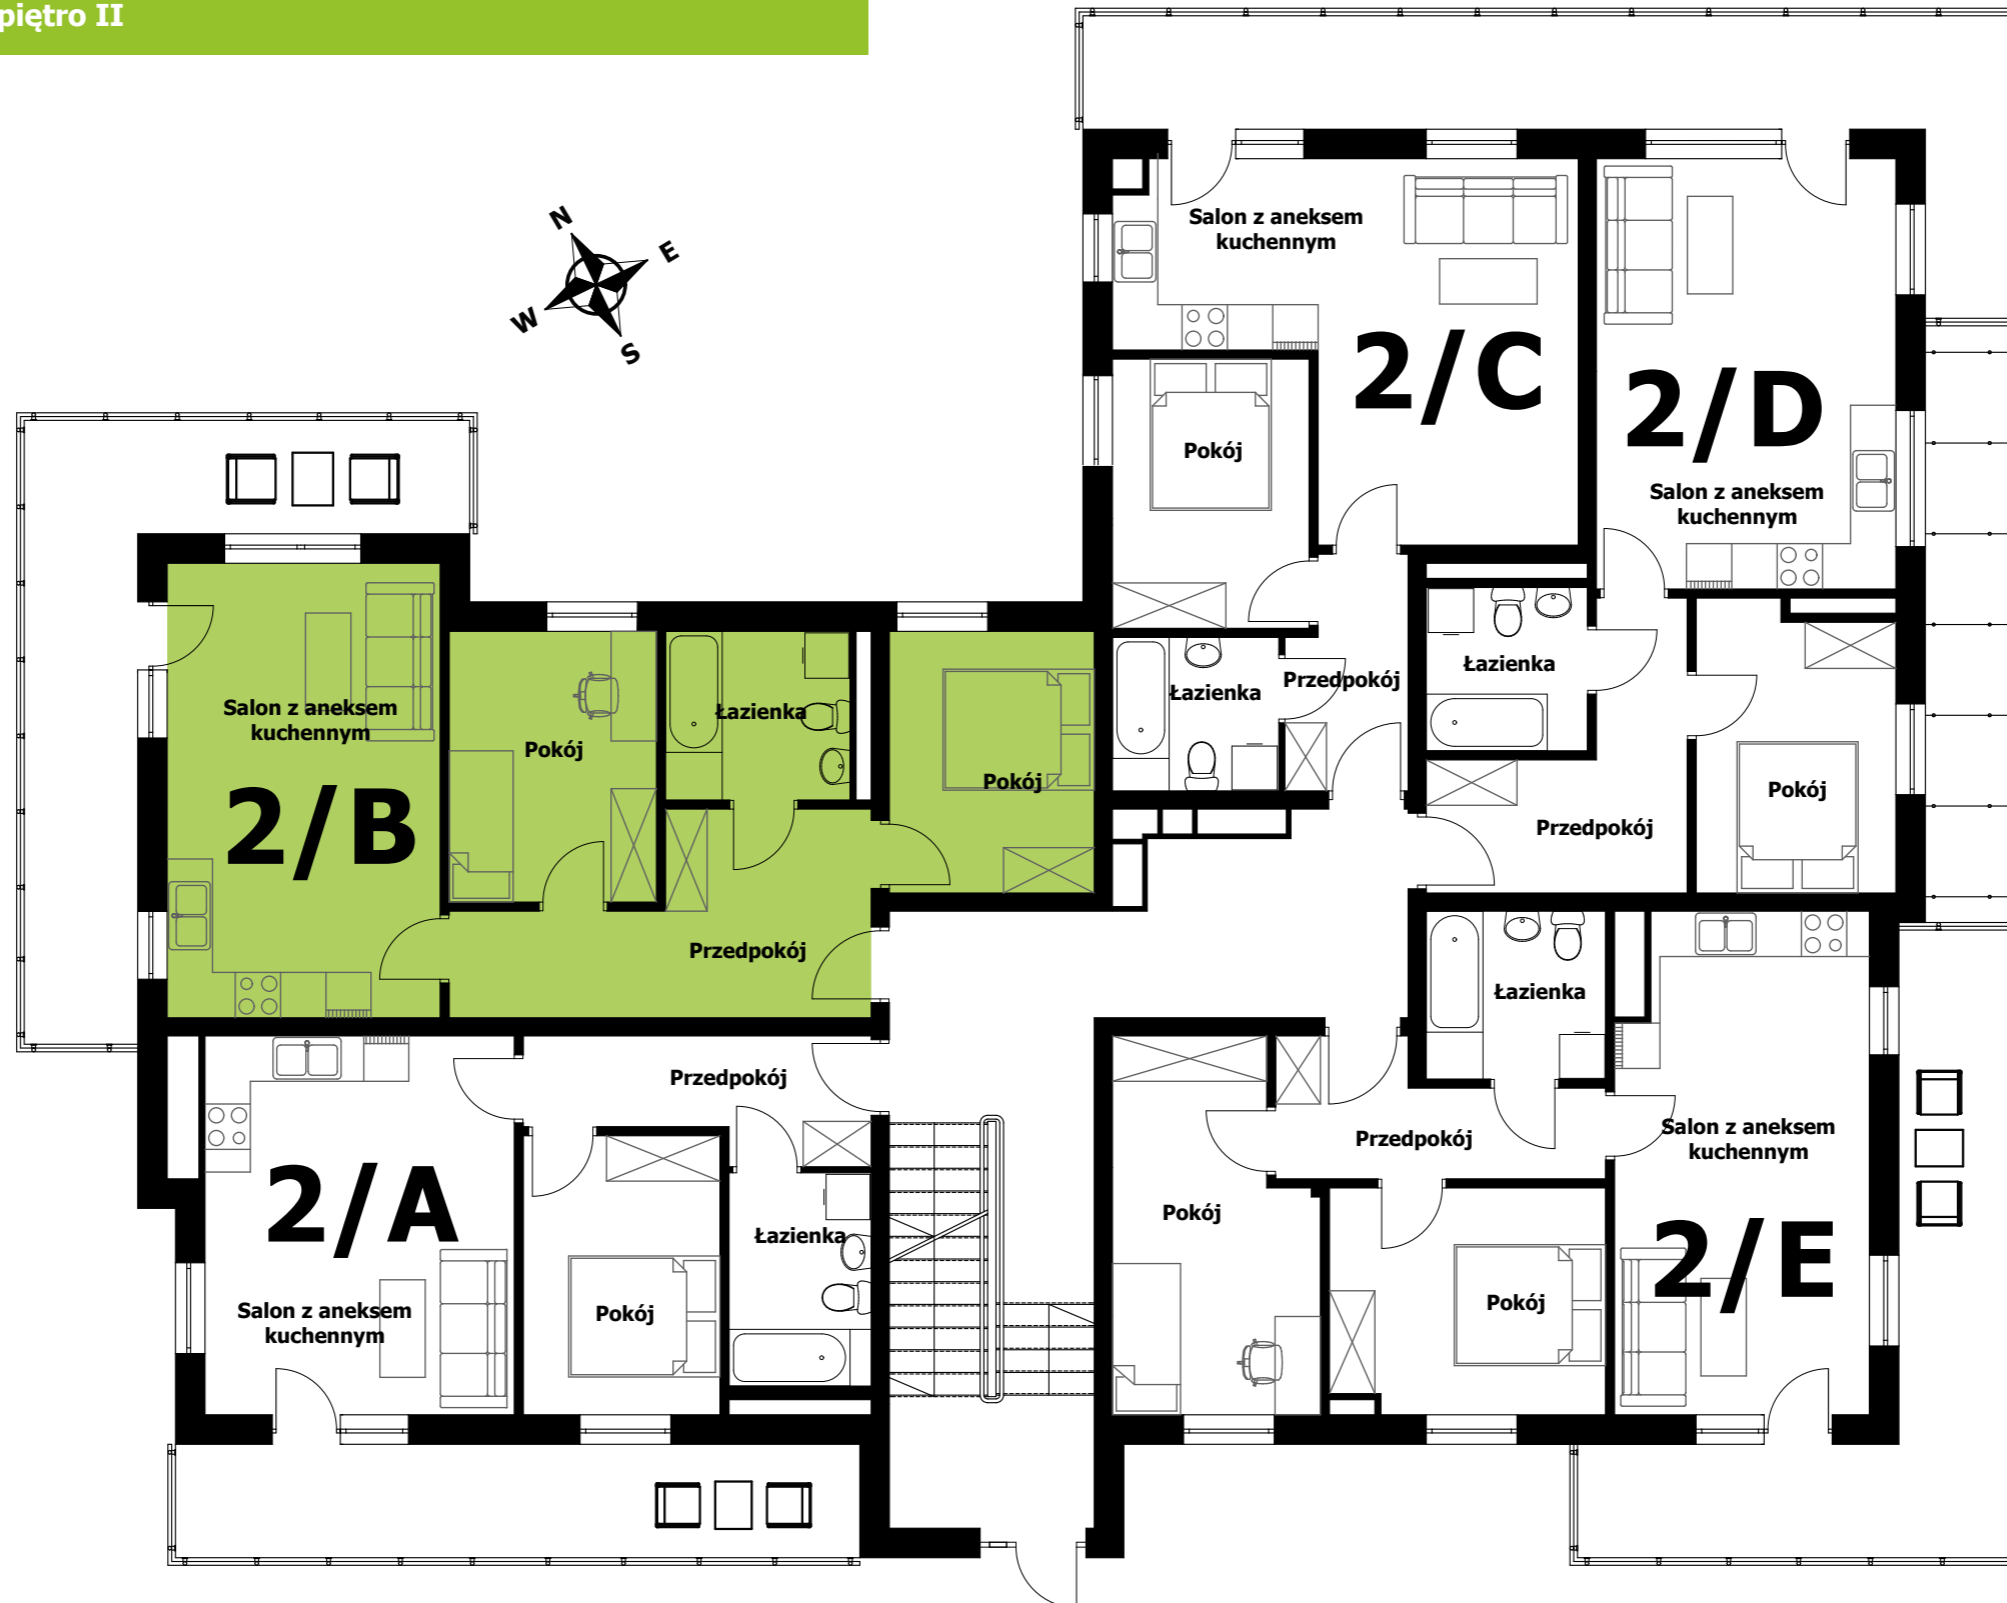 piętro II
N
E
W
S
Salon z aneksem
kuchennym
2/C
Pokój
Łazienka
Przedpokój
2/D
Salon z aneksem
kuchennym
Łazienka
Przedpokój
Pokój
Salon z aneksem
kuchennym
2/B
Pokój
Łazienka
Pokój
Przedpokój
Przedpokój
2/A
Salon z aneksem
kuchennym
Pokój
Łazienka
Łazienka
Przedpokój
Salon z aneksem
kuchennym
Pokój
Pokój
2/E